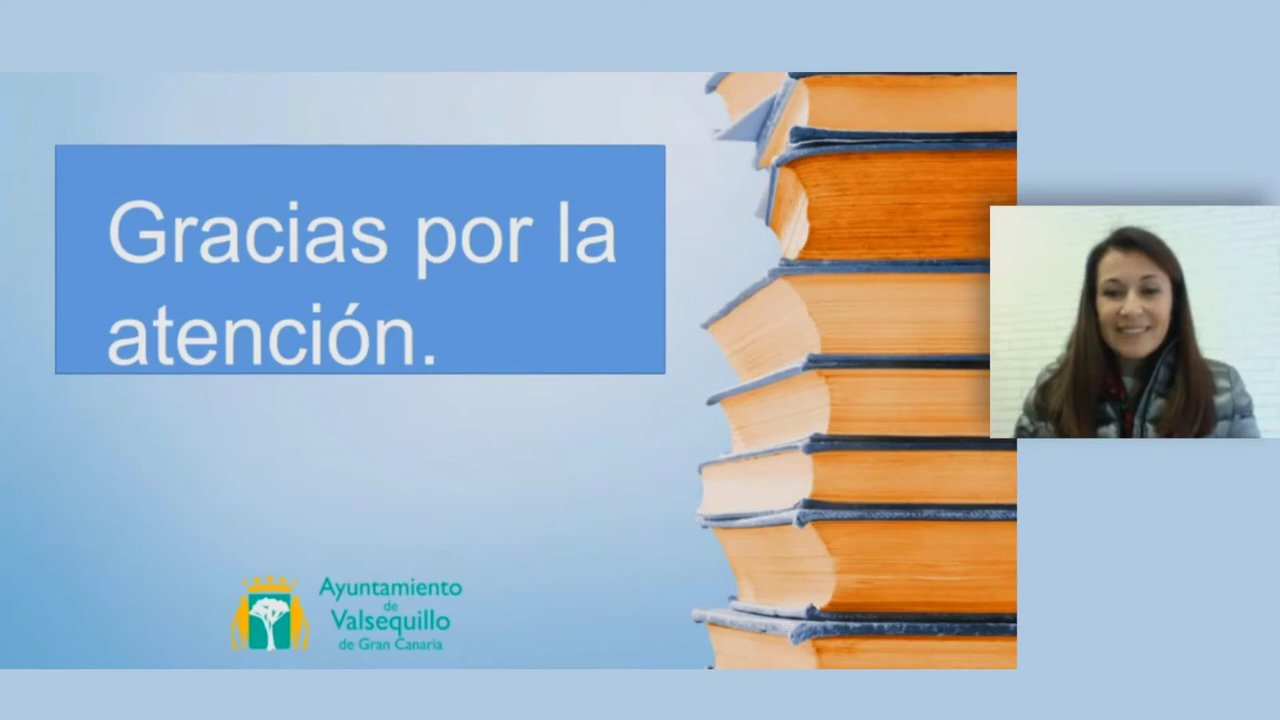 Gracias por la
atención.
Ayuntamiento
de
Valsequillo
de Gran Canaria